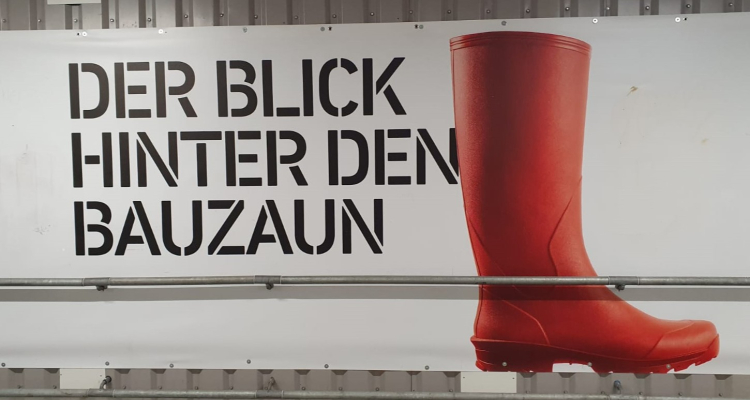 DER BLICK
HINTER DEN
BAUZAUN